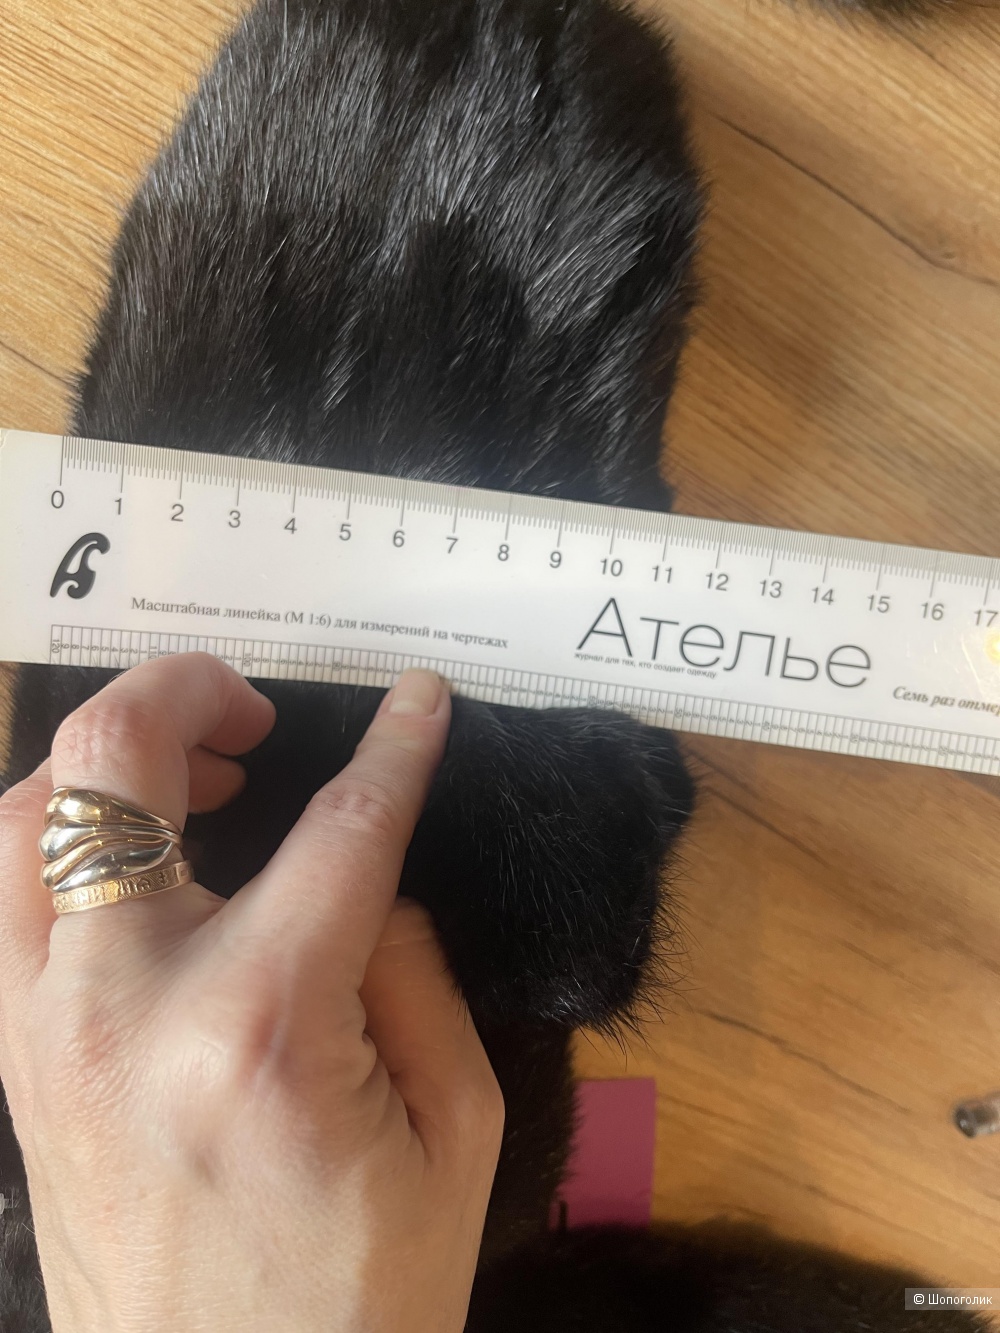 0 1 2 3 4 5 6 7 8 9 10 11 12 13 14 15 16 17
Масштабная линейка (М 1:6) для измерений на чертежах
Ателье
журнал для тех, кто создает одежду
Семь раз отмер
© Шопоголик